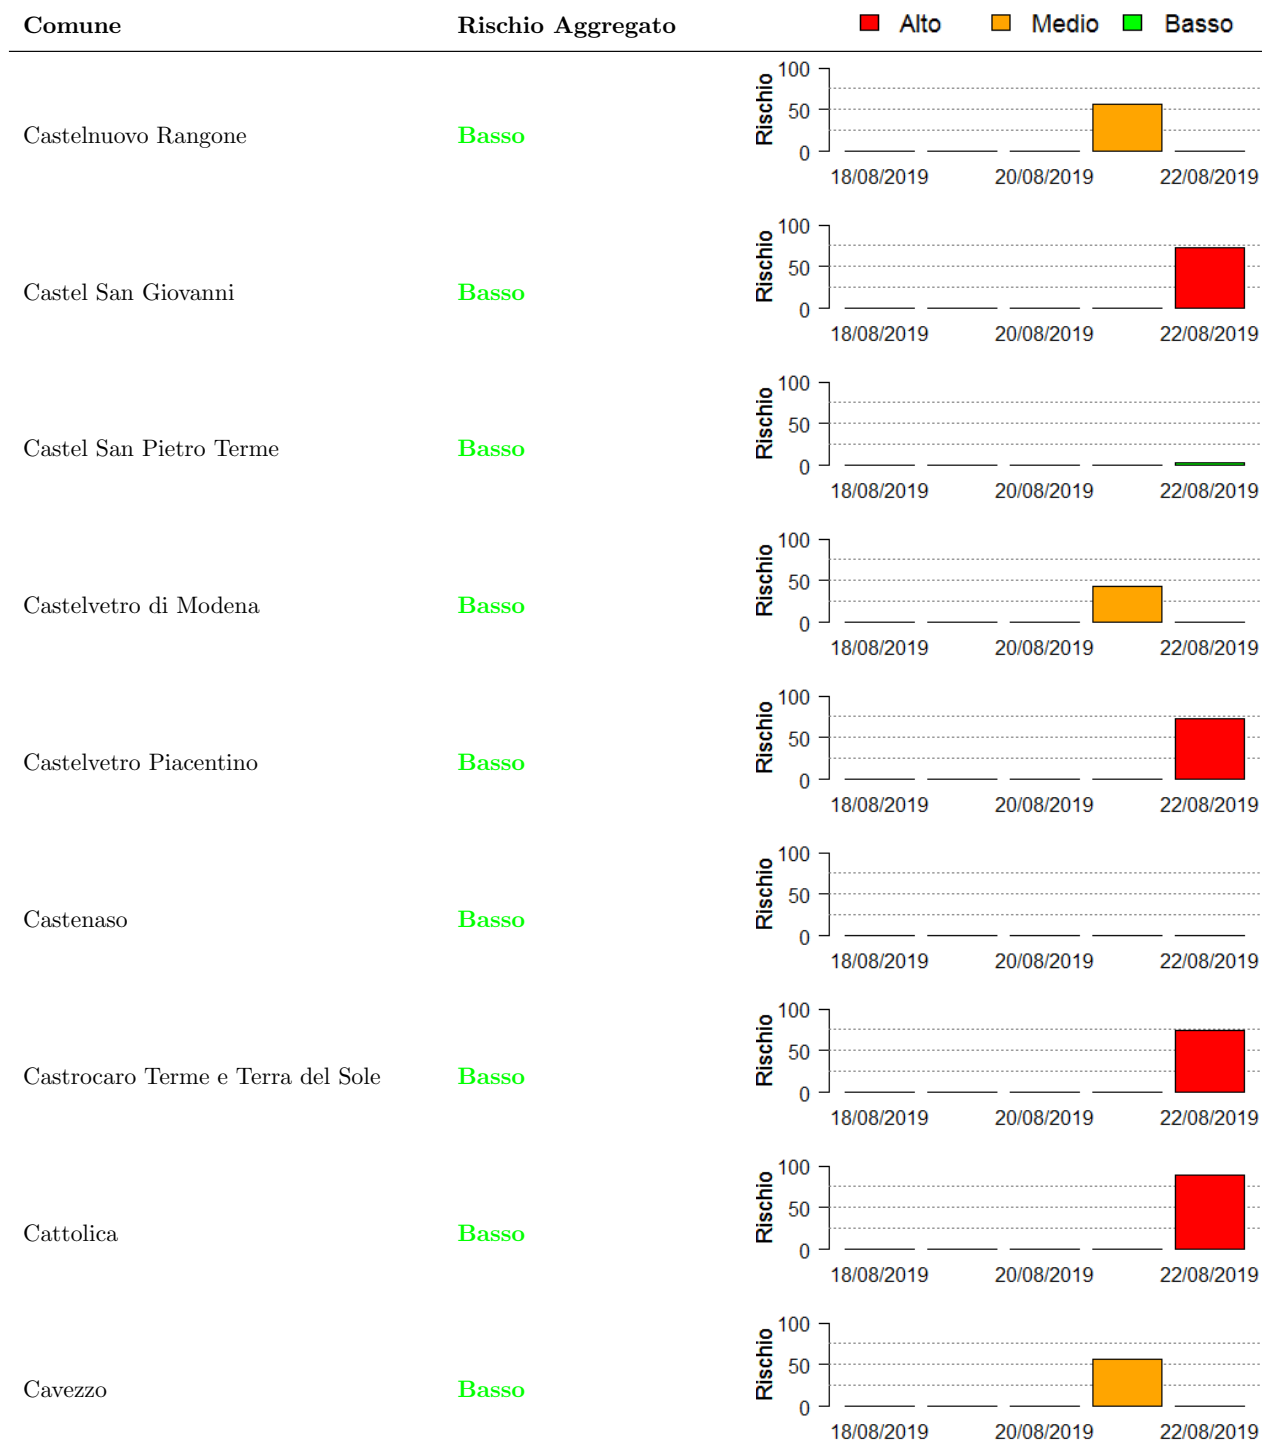 Comune Rischio Aggregato Alto Medio Basso
Castelnuovo Rangone Basso Rischio 100 50 0
18/08/2019 20/08/2019 22/08/2019
Castel San Giovanni Basso Rischio 100 50 0
18/08/2019 20/08/2019 22/08/2019
Castel San Pietro Terme Basso Rischio 100 50 0
18/08/2019 20/08/2019 22/08/2019
Castelvetro di Modena Basso Rischio 100 50 0
18/08/2019 20/08/2019 22/08/2019
Castelvetro Piacentino Basso Rischio 100 50 0
18/08/2019 20/08/2019 22/08/2019
Castenaso Basso Rischio 100 50 0
18/08/2019 20/08/2019 22/08/2019
Castrocaro Terme e Terra del Sole Basso Rischio 100 50 0
18/08/2019 20/08/2019 22/08/2019
Cattolica Basso Rischio 100 50 0
18/08/2019 20/08/2019 22/08/2019
Cavezzo Basso Rischio 100 50 0
18/08/2019 20/08/2019 22/08/2019